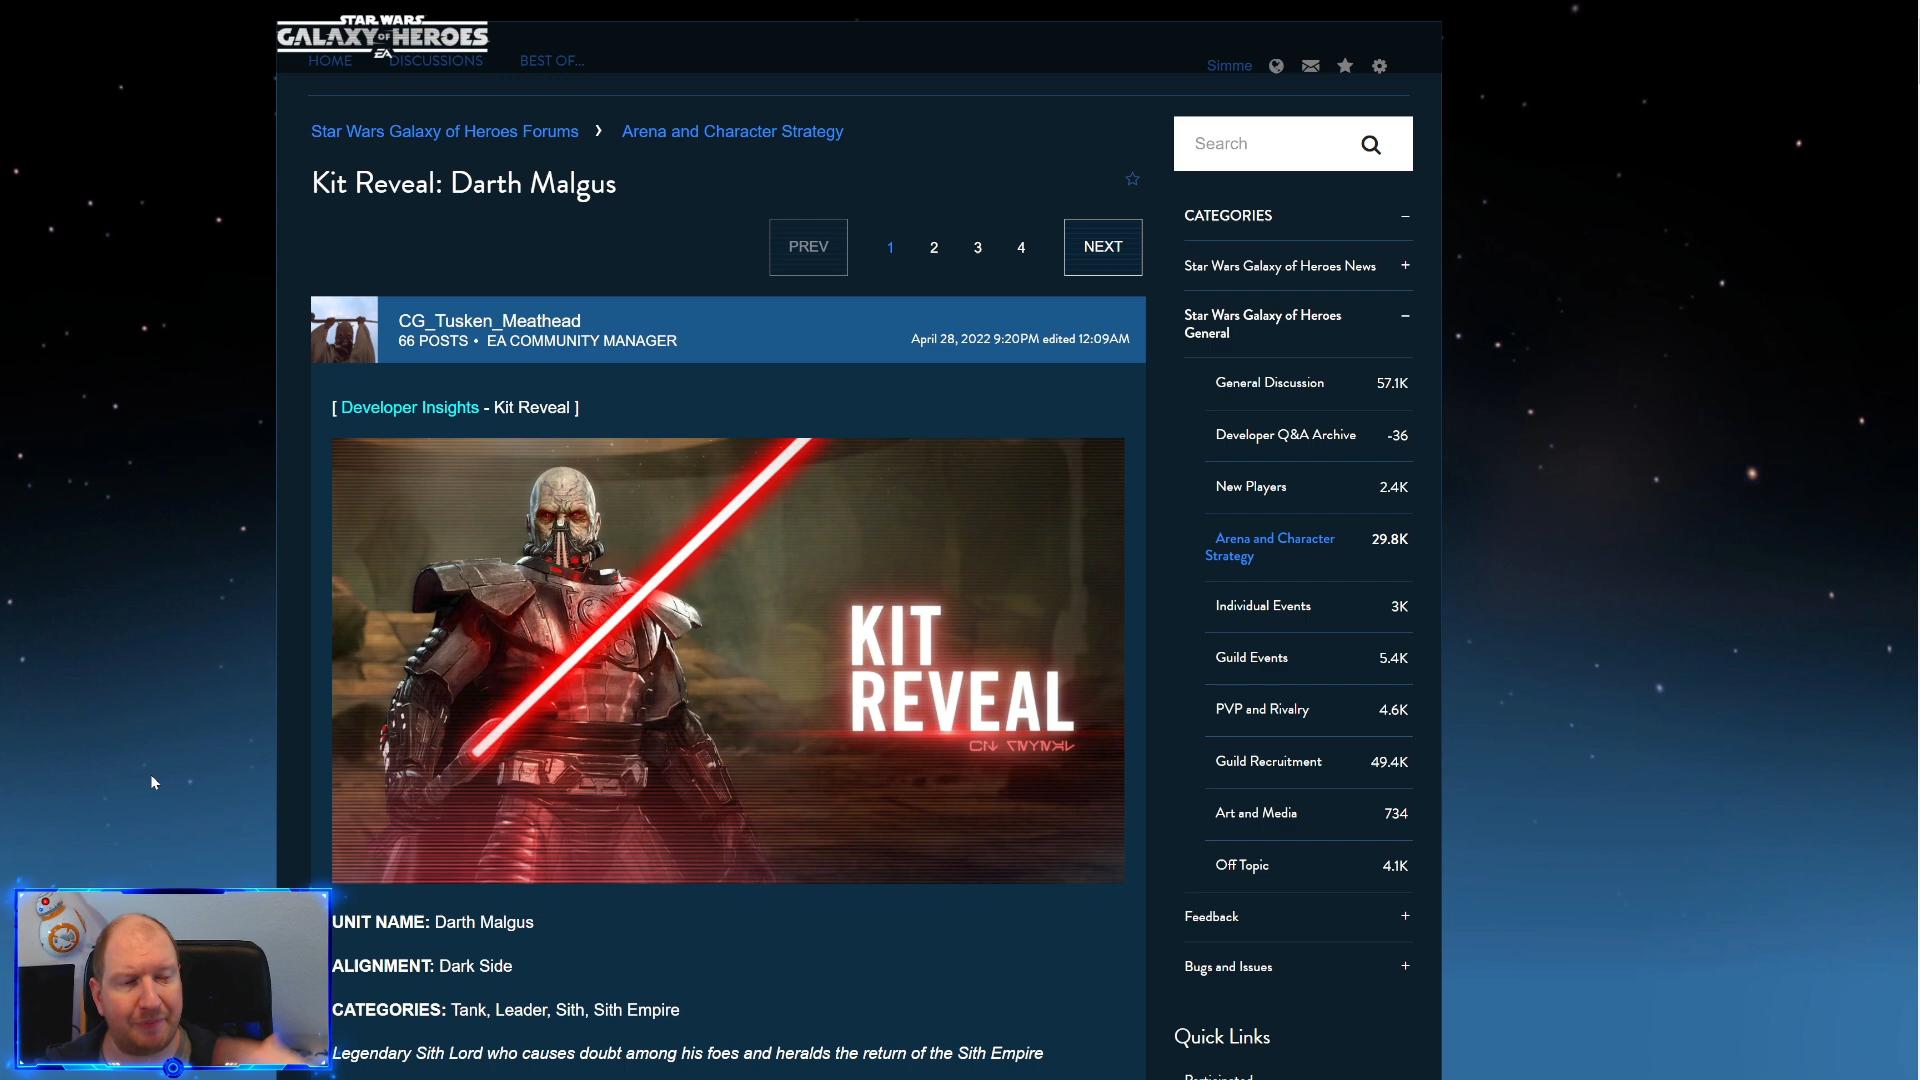 STAR WARS
GALAXY OF HEROES
EA
HOME
DISCUSSIONS
BEST OF...
Simme
Star Wars Galaxy of Heroes Forums › Arena and Character Strategy
Kit Reveal: Darth Malgus
PREV 1 2 3 4 NEXT
CG_Tusken_Meathead
66 POSTS • EA COMMUNITY MANAGER
April 28, 2022 9:20PM edited 12:09AM
[ Developer Insights - Kit Reveal ]
KIT
REVEAL
UNIT NAME: Darth Malgus
ALIGNMENT: Dark Side
CATEGORIES: Tank, Leader, Sith, Sith Empire
Legendary Sith Lord who causes doubt among his foes and heralds the return of the Sith Empire
Search
CATEGORIES –
Star Wars Galaxy of Heroes News +
Star Wars Galaxy of Heroes –
General
General Discussion 57.1K
Developer Q&A Archive -36
New Players 2.4K
Arena and Character 29.8K
Strategy
Individual Events 3K
Guild Events 5.4K
PVP and Rivalry 4.6K
Guild Recruitment 49.4K
Art and Media 734
Off Topic 4.1K
Feedback +
Bugs and Issues +
Quick Links
Participated